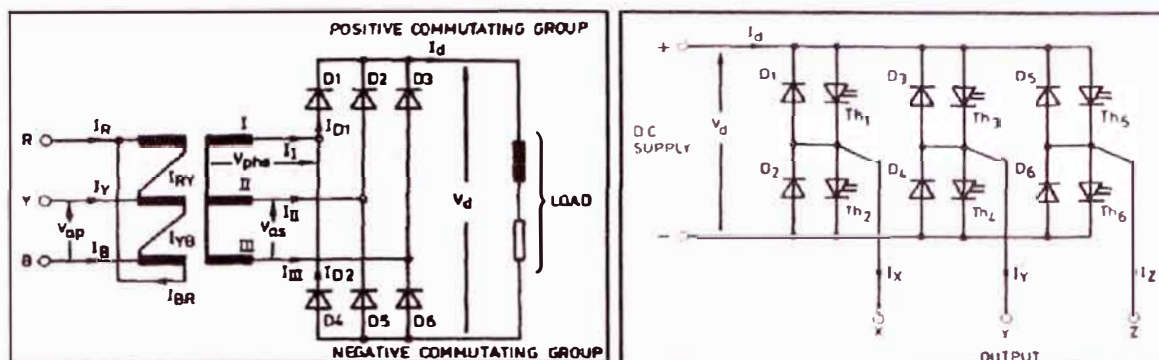 POSITIVE COMMUTATING GROUP
Id
D1 D2 D3
I
ID1
R IR
Vphs II
IRY
II
Y IY
III
Vap
IYB
Vas
B IB
III
IIII ID2
IBR
Vd
LOAD
D4 D5 D6
NEGATIVE COMMUTATING GROUP
+ Id
D1 D3 D5
Th1 Th3 Th5
DC
SUPPLY
Vd
D2 D4 D6
Th2 Th4 Th6
-
IX IY IZ
X Y Z
OUTPUT